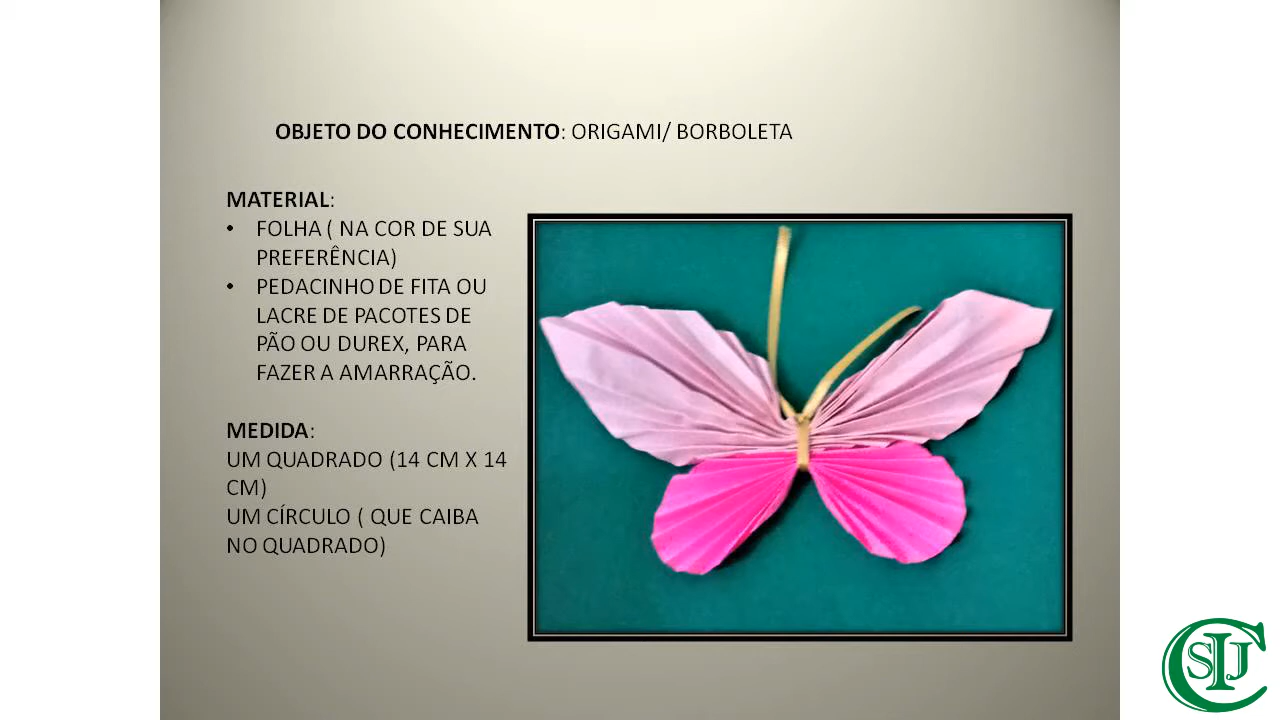 OBJETO DO CONHECIMENTO: ORIGAMI/ BORBOLETA
MATERIAL:
• FOLHA ( NA COR DE SUA
PREFERÊNCIA)
• PEDACINHO DE FITA OU
LACRE DE PACOTES DE
PÃO OU DUREX, PARA
FAZER A AMARRAÇÃO.
MEDIDA:
UM QUADRADO (14 CM X 14
CM)
UM CÍRCULO ( QUE CAIBA
NO QUADRADO)
CSIJ